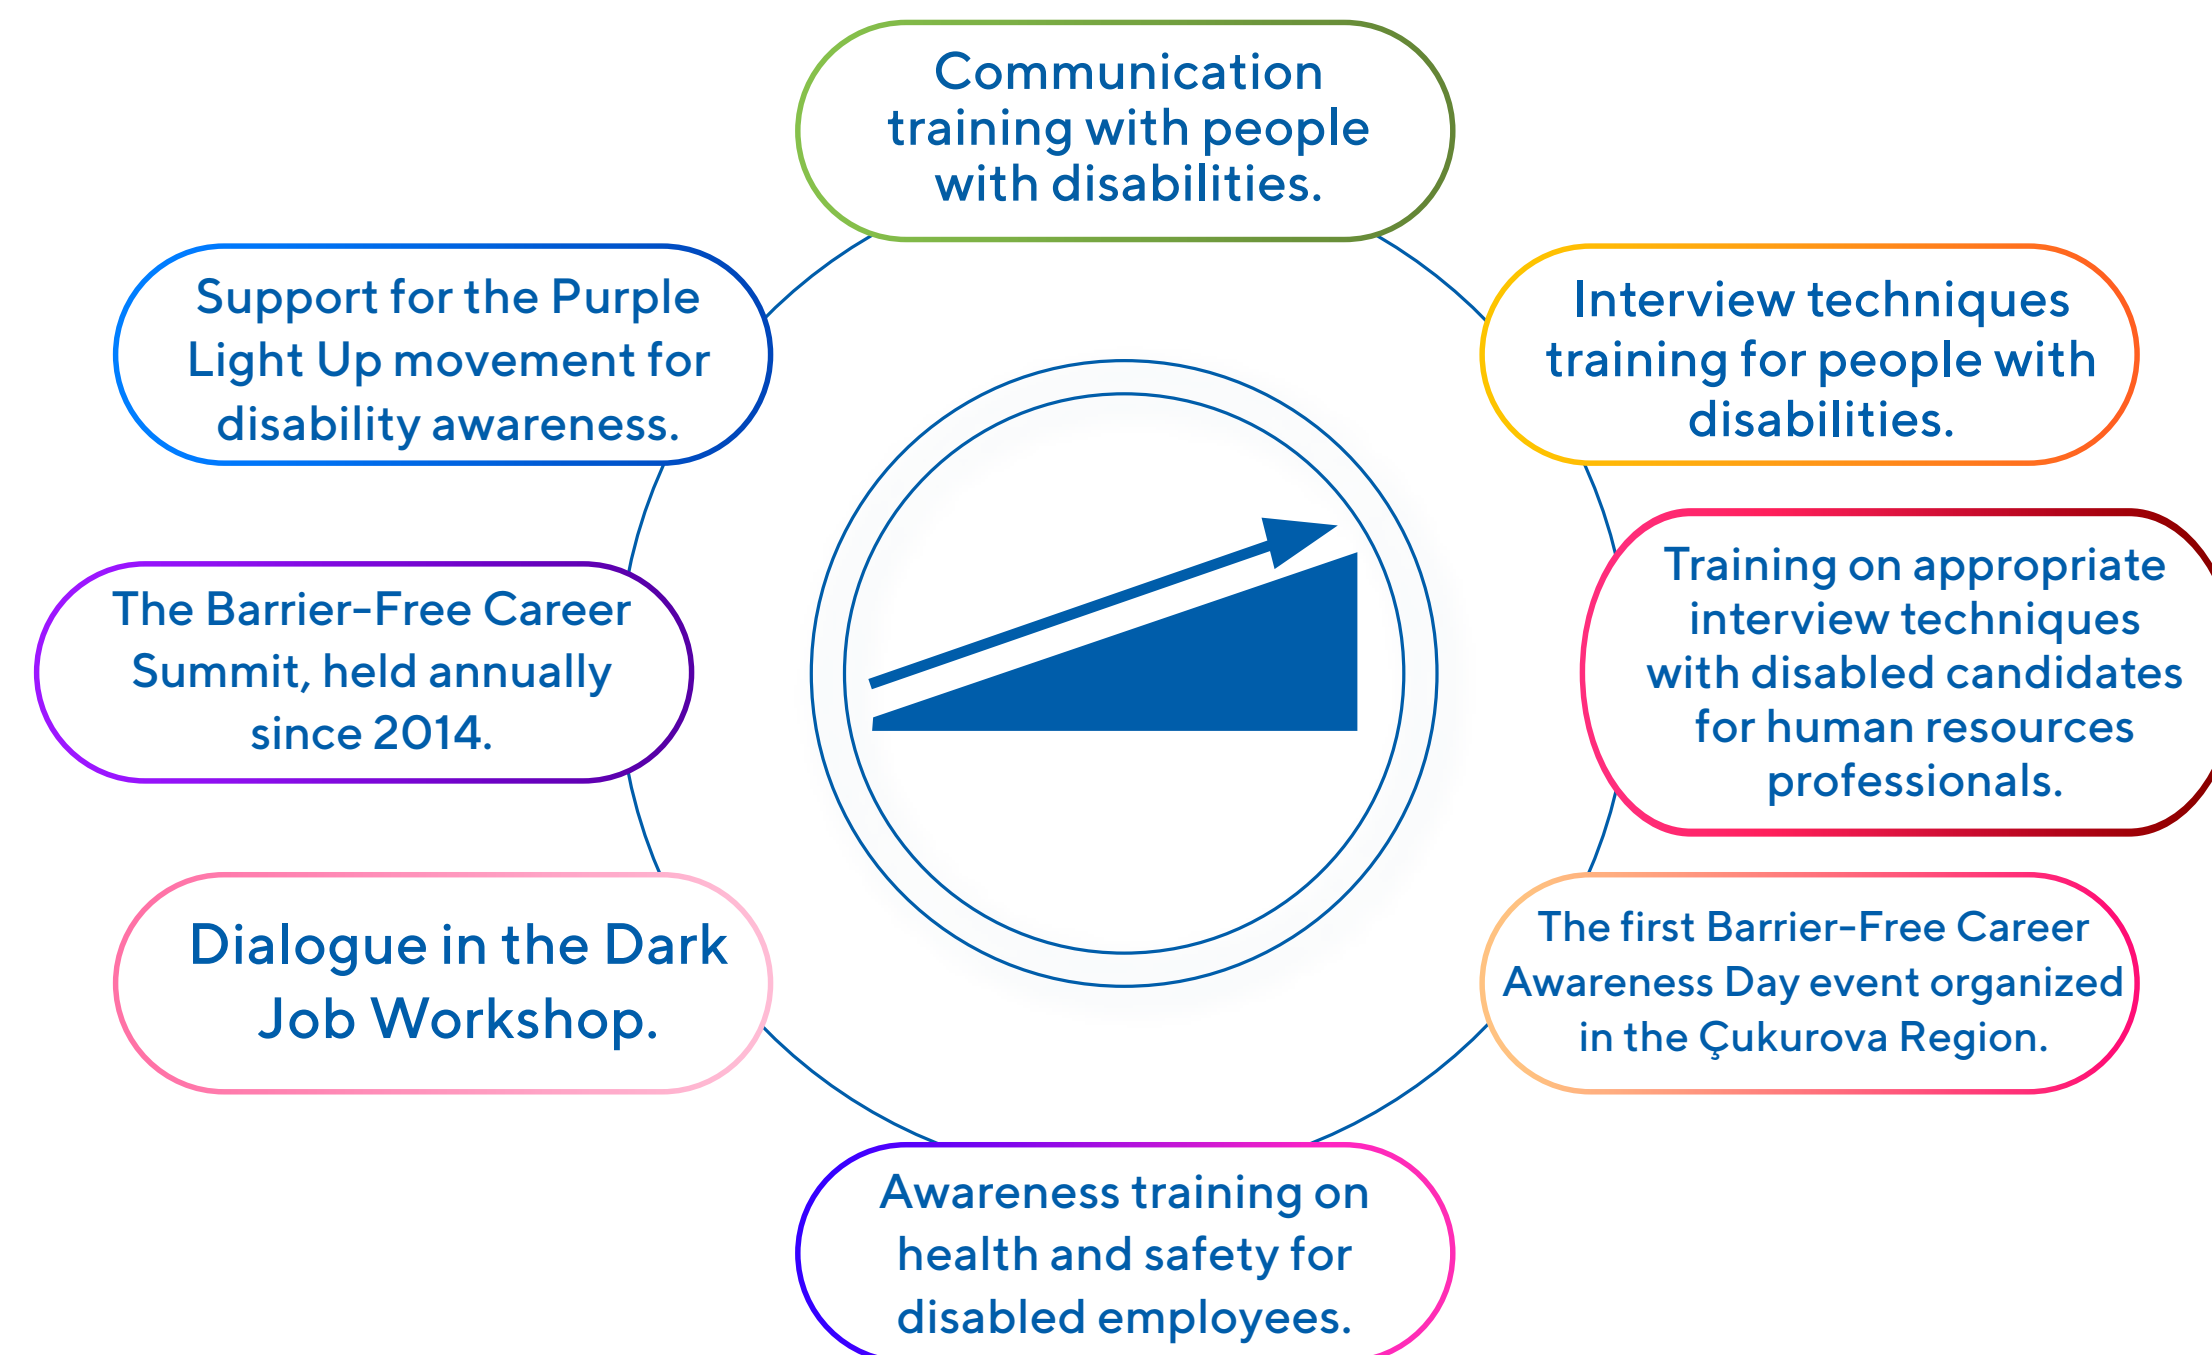 Communication
training with people
with disabilities.
Support for the Purple
Light Up movement for
disability awareness.
Interview techniques
training for people with
disabilities.
The Barrier-Free Career
Summit, held annually
since 2014.
Training on appropriate
interview techniques
with disabled candidates
for human resources
professionals.
Dialogue in the Dark
Job Workshop.
The first Barrier-Free Career
Awareness Day event organized
in the Çukurova Region.
Awareness training on
health and safety for
disabled employees.